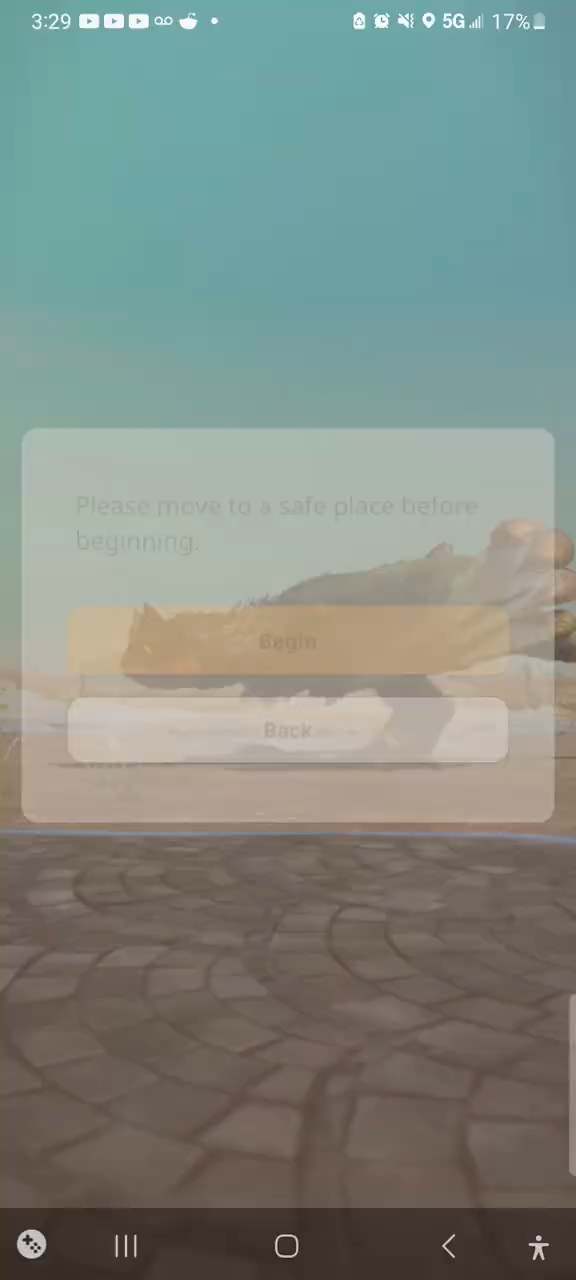 3:29 5G 17%
Please move to a safe place before
beginning.
Begin
Back